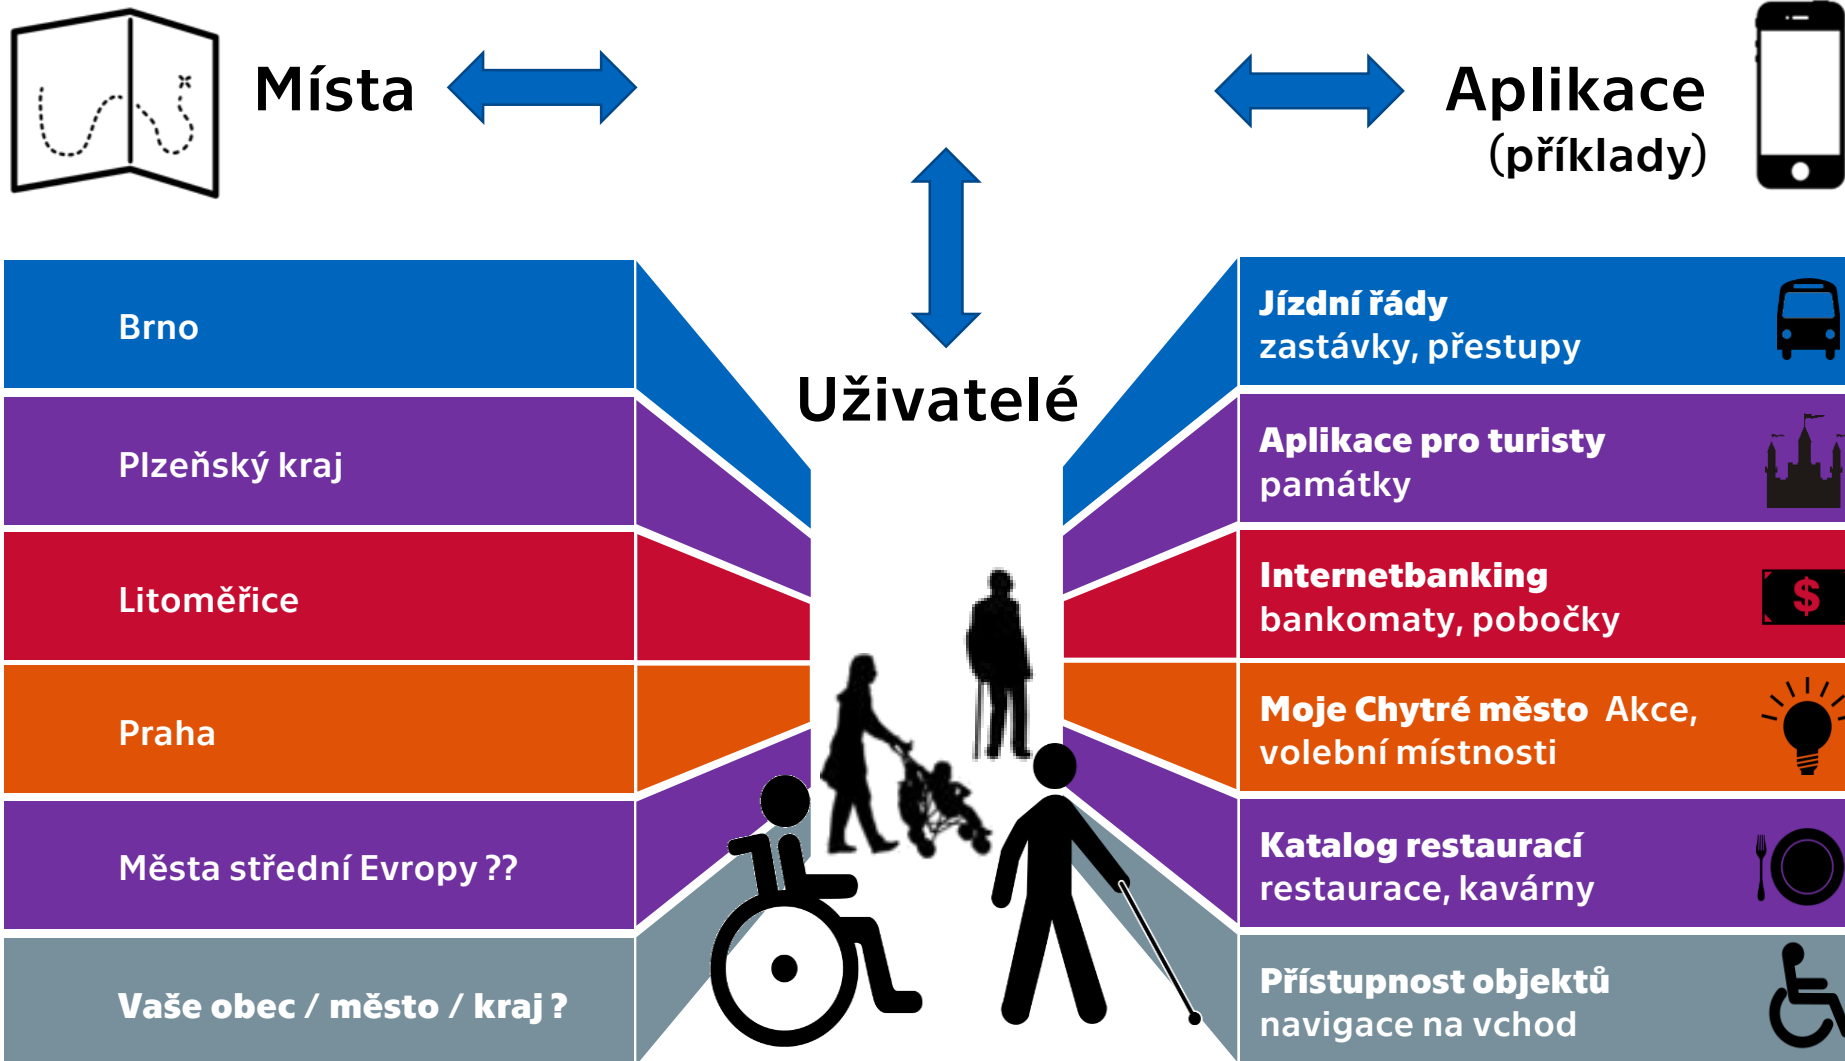 Místa
Aplikace
(příklady)
Uživatelé
Brno
Plzeňský kraj
Litoměřice
Praha
Města střední Evropy ??
Vaše obec / město / kraj ?
Jízdní řády
zastávky, přestupy
Aplikace pro turisty
památky
Internetbanking
bankomaty, pobočky
$
Moje Chytré město Akce,
volební místnosti
Katalog restaurací
restaurace, kavárny
Přístupnost objektů
navigace na vchod